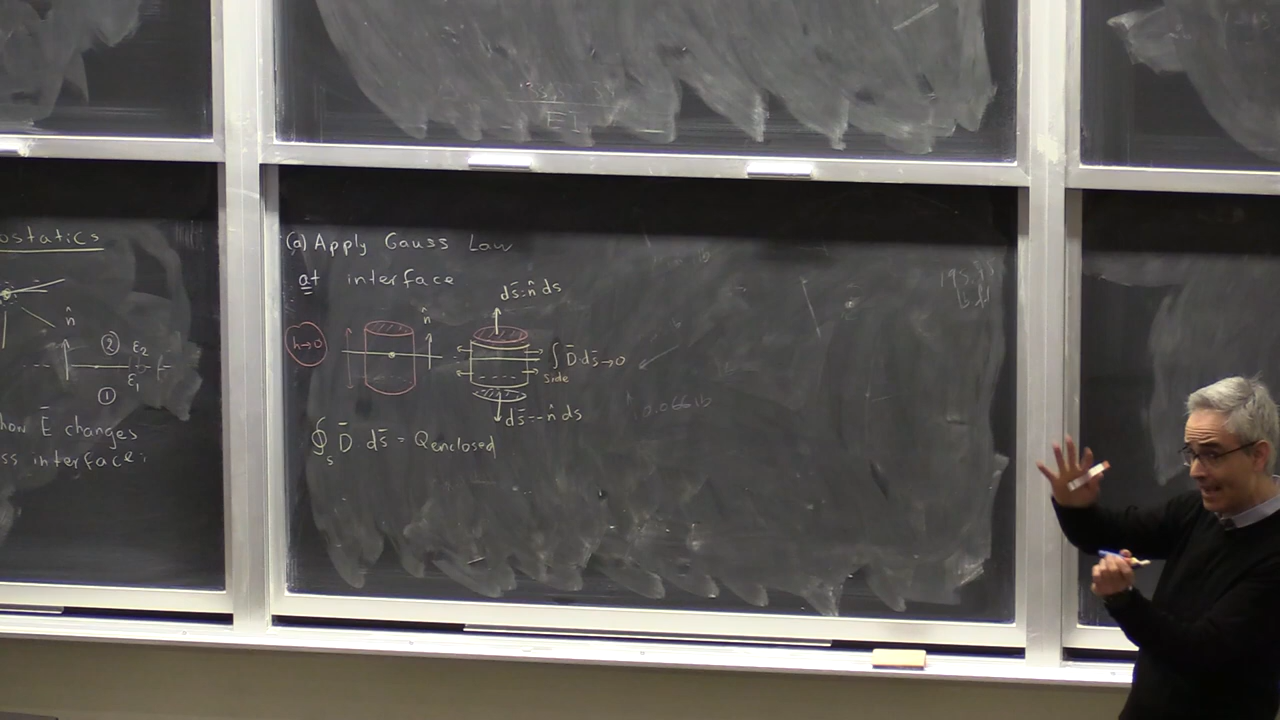 ostatics
n̂
② ε₂
① ε₁
how Ē changes
ss interface:
(a) Apply Gauss Law
at interface
h→0
n̂
ds̄=n̂ ds
∫ D̄·ds̄→0
Side
ds̄=-n̂ ds
∮s D̄ · ds̄ = Qenclosed